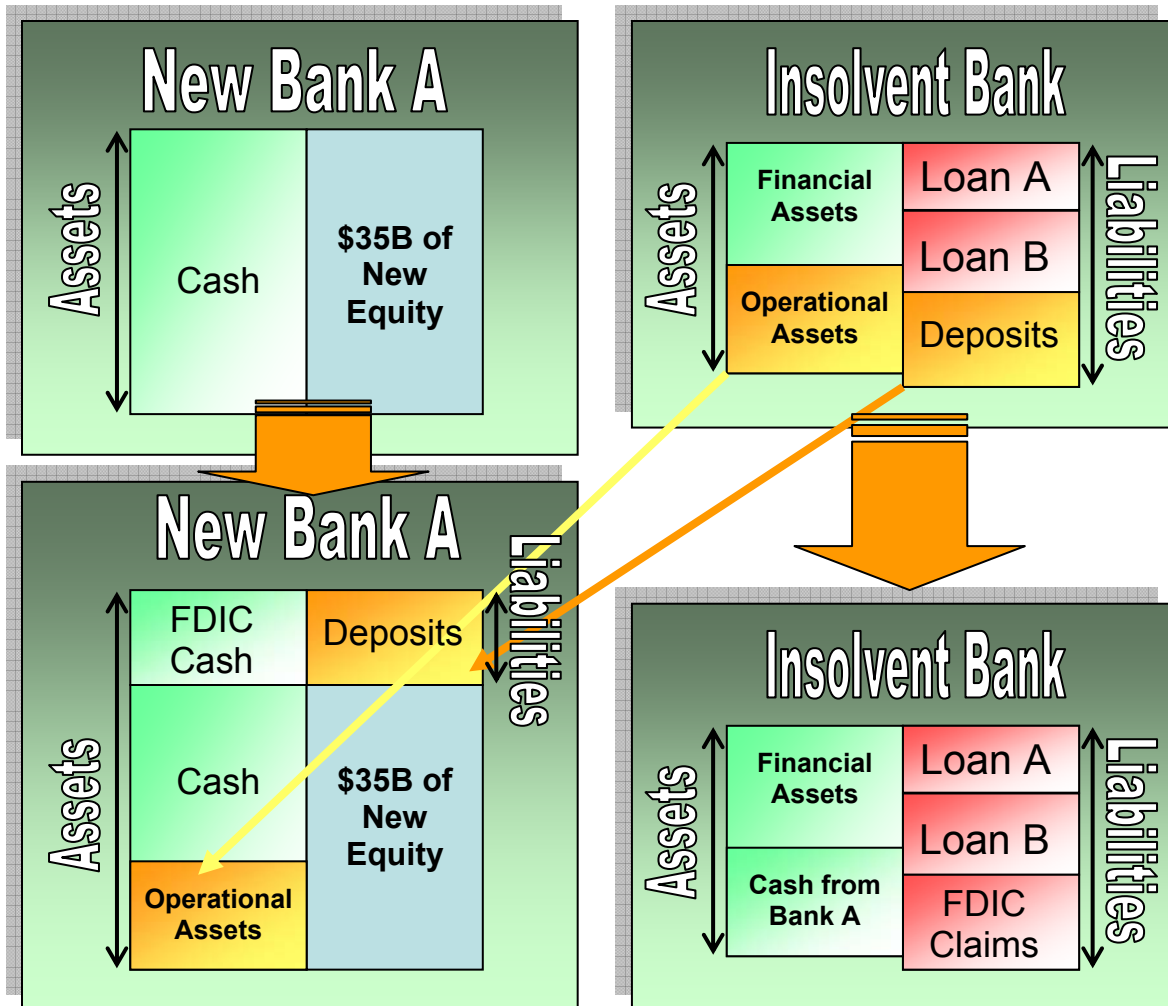 New Bank A
Assets
Cash
$35B of
New
Equity
Insolvent Bank
Assets
Financial
Assets
Operational
Assets
Loan A
Loan B
Deposits
Liabilities
New Bank A
Assets
FDIC
Cash
Cash
Operational
Assets
Deposits
$35B of
New
Equity
Liabilities
Insolvent Bank
Assets
Financial
Assets
Cash from
Bank A
Loan A
Loan B
FDIC
Claims
Liabilities